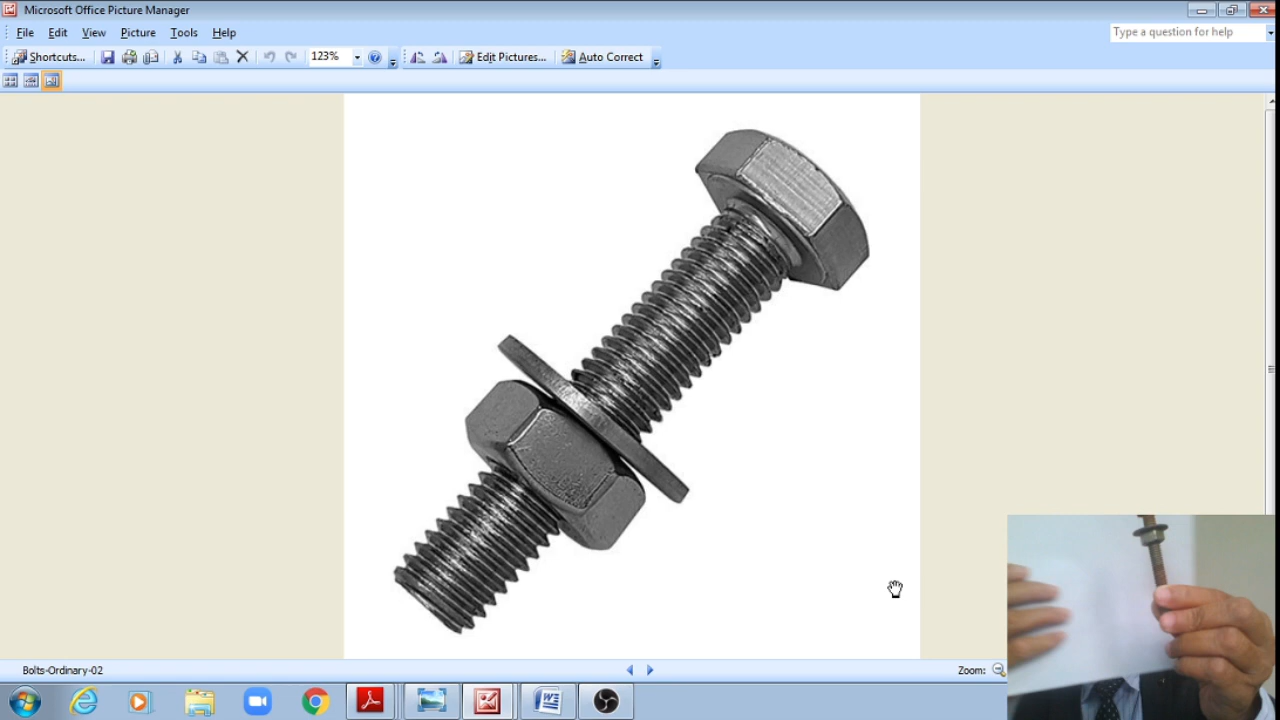 Microsoft Office Picture Manager
File Edit View Picture Tools Help
Type a question for help
Shortcuts... 123% Edit Pictures... Auto Correct
Bolts-Ordinary-02
Zoom: